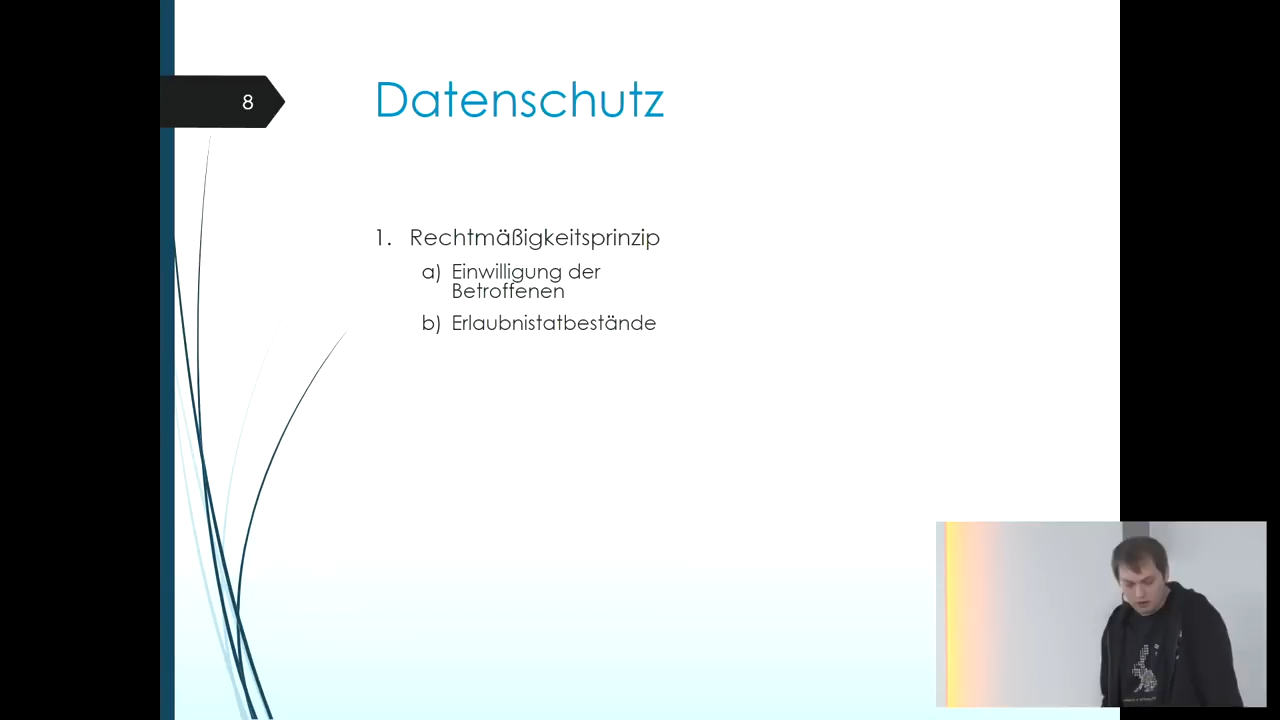 8
Datenschutz
1. Rechtmäßigkeitsprinzip
a) Einwilligung der
Betroffenen
b) Erlaubnistatbestände